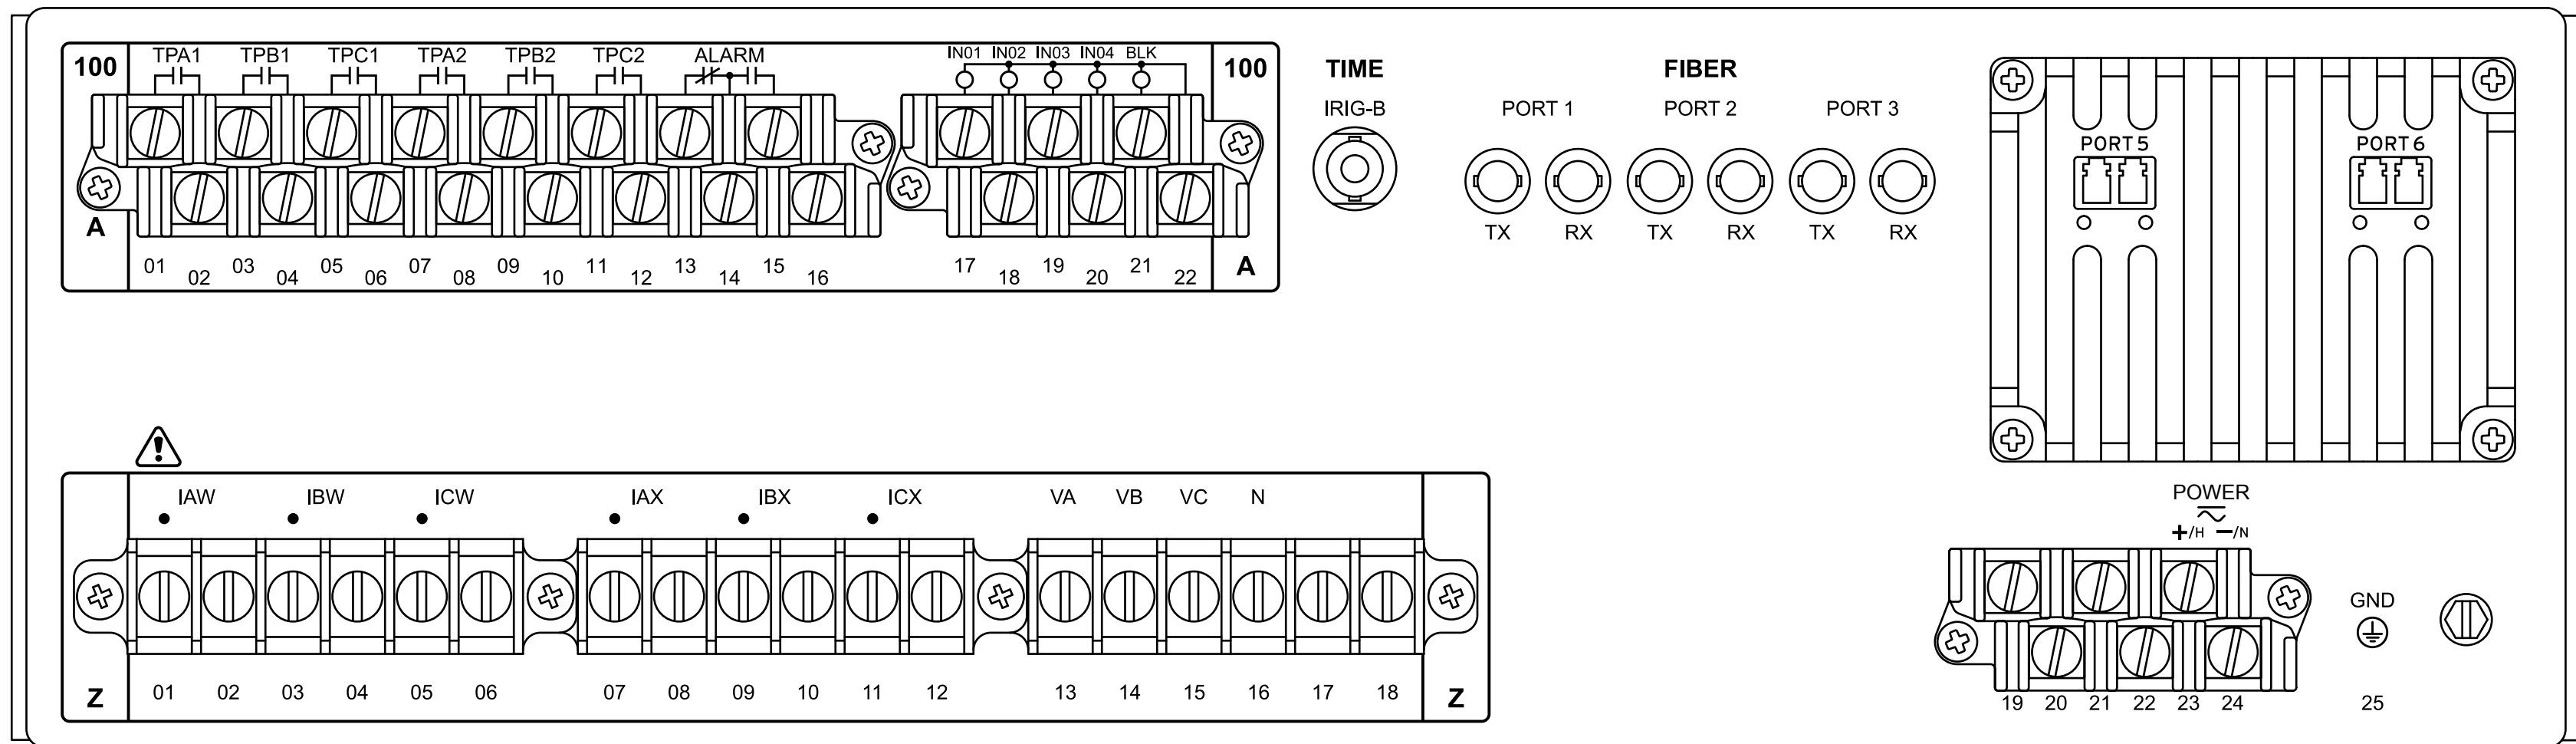 100 TPA1 TPB1 TPC1 TPA2 TPB2 TPC2 ALARM IN01 IN02 IN03 IN04 BLK 100
A 01 02 03 04 05 06 07 08 09 10 11 12 13 14 15 16 17 18 19 20 21 22 A
TIME
IRIG-B
FIBER
PORT 1 PORT 2 PORT 3
TX RX TX RX TX RX
PORT 5 PORT 6
IAW IBW ICW IAX IBX ICX VA VB VC N
Z 01 02 03 04 05 06 07 08 09 10 11 12 13 14 15 16 17 18 Z
POWER
+/H −/N
19 20 21 22 23 24
GND
25